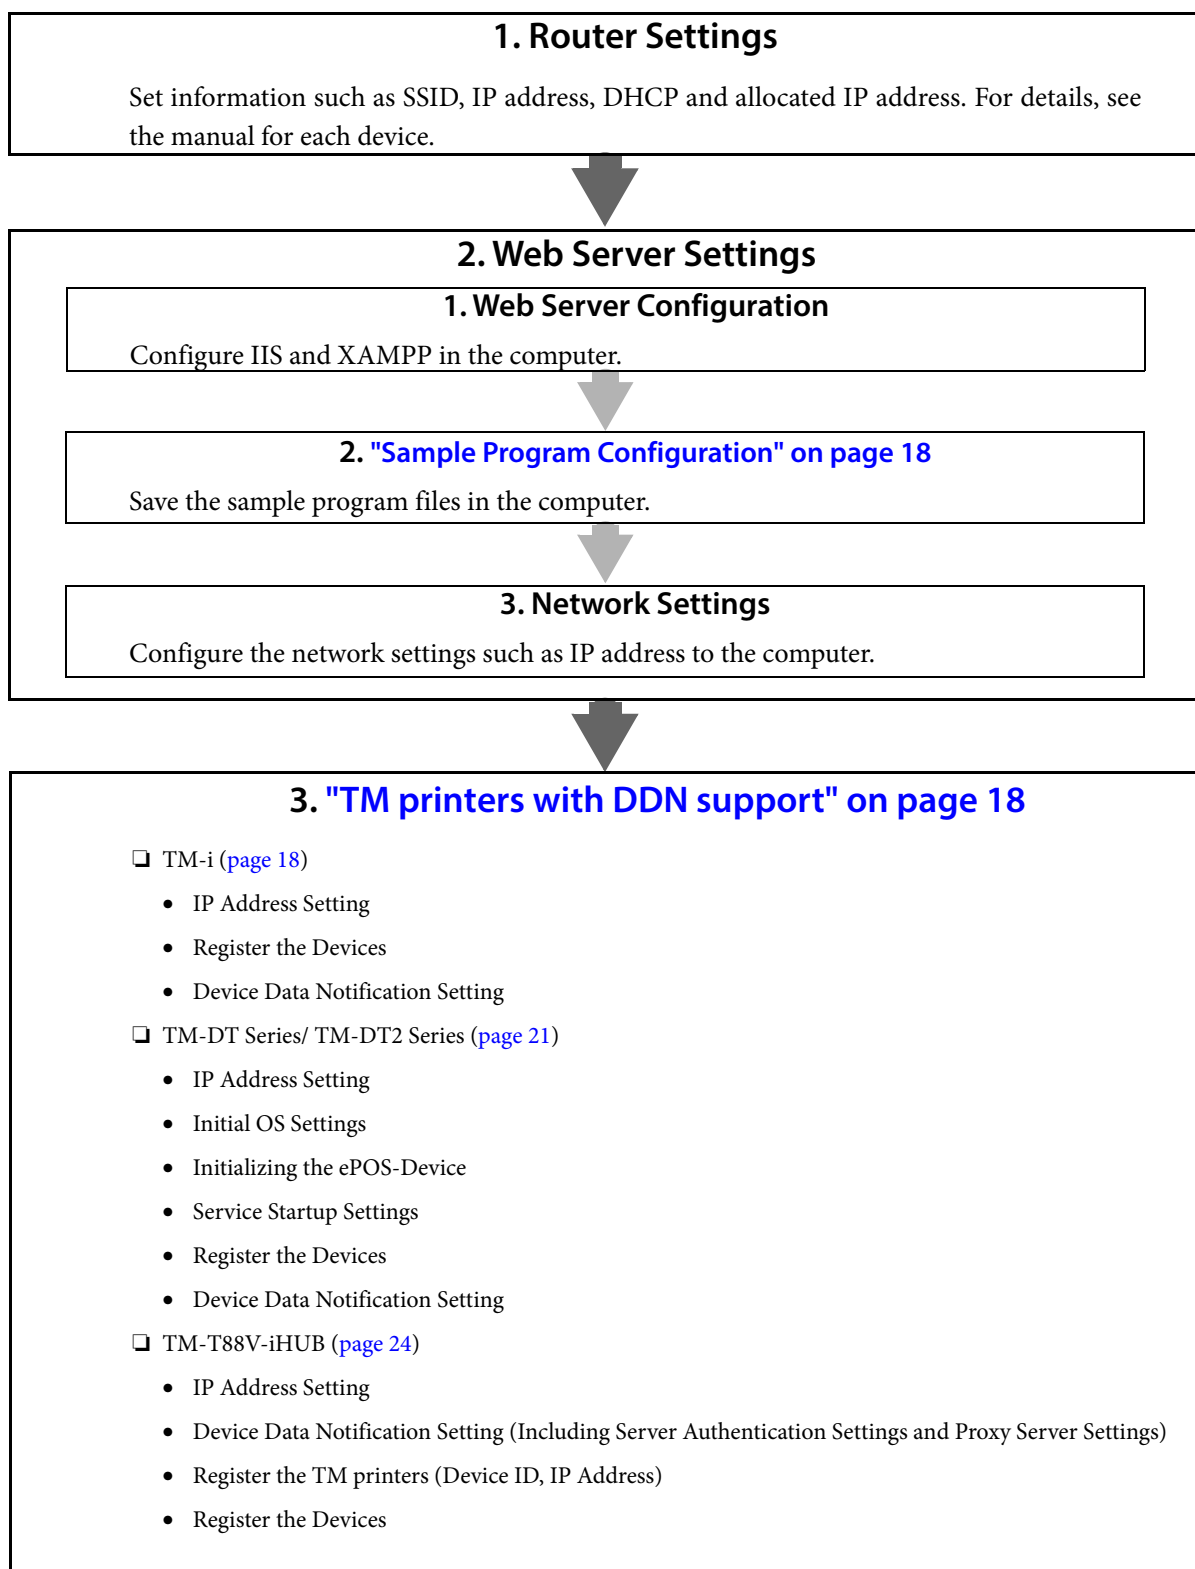 1. Router Settings
Set information such as SSID, IP address, DHCP and allocated IP address. For details, see
the manual for each device.
2. Web Server Settings
1. Web Server Configuration
Configure IIS and XAMPP in the computer.
2. "Sample Program Configuration" on page 18
Save the sample program files in the computer.
3. Network Settings
Configure the network settings such as IP address to the computer.
3. "TM printers with DDN support" on page 18
❏ TM-i (page 18)
• IP Address Setting
• Register the Devices
• Device Data Notification Setting
❏ TM-DT Series/ TM-DT2 Series (page 21)
• IP Address Setting
• Initial OS Settings
• Initializing the ePOS-Device
• Service Startup Settings
• Register the Devices
• Device Data Notification Setting
❏ TM-T88V-iHUB (page 24)
• IP Address Setting
• Device Data Notification Setting (Including Server Authentication Settings and Proxy Server Settings)
• Register the TM printers (Device ID, IP Address)
• Register the Devices